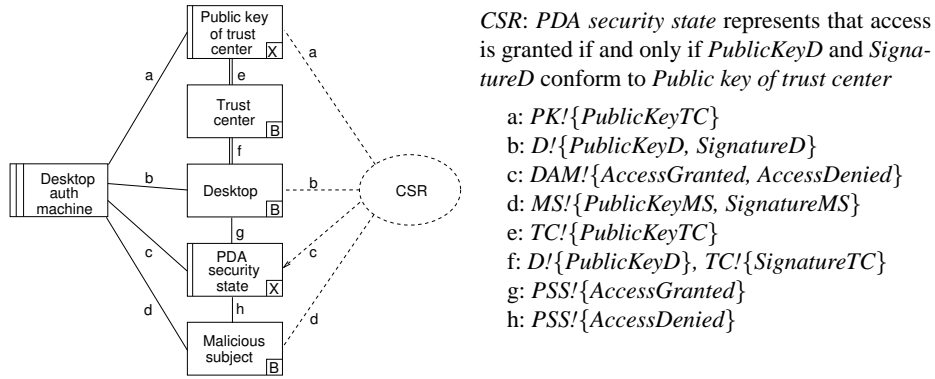 Public key
of trust
center
X
a
a
e
Trust
center
B
f
Desktop
auth
machine
b
Desktop
B
b
CSR
g
c
PDA
security
state
X
c
h
d
Malicious
subject
B
d
CSR: PDA security state represents that access
is granted if and only if PublicKeyD and Signa-
tureD conform to Public key of trust center
a: PK!{PublicKeyTC}
b: D!{PublicKeyD, SignatureD}
c: DAM!{AccessGranted, AccessDenied}
d: MS!{PublicKeyMS, SignatureMS}
e: TC!{PublicKeyTC}
f: D!{PublicKeyD}, TC!{SignatureTC}
g: PSS!{AccessGranted}
h: PSS!{AccessDenied}